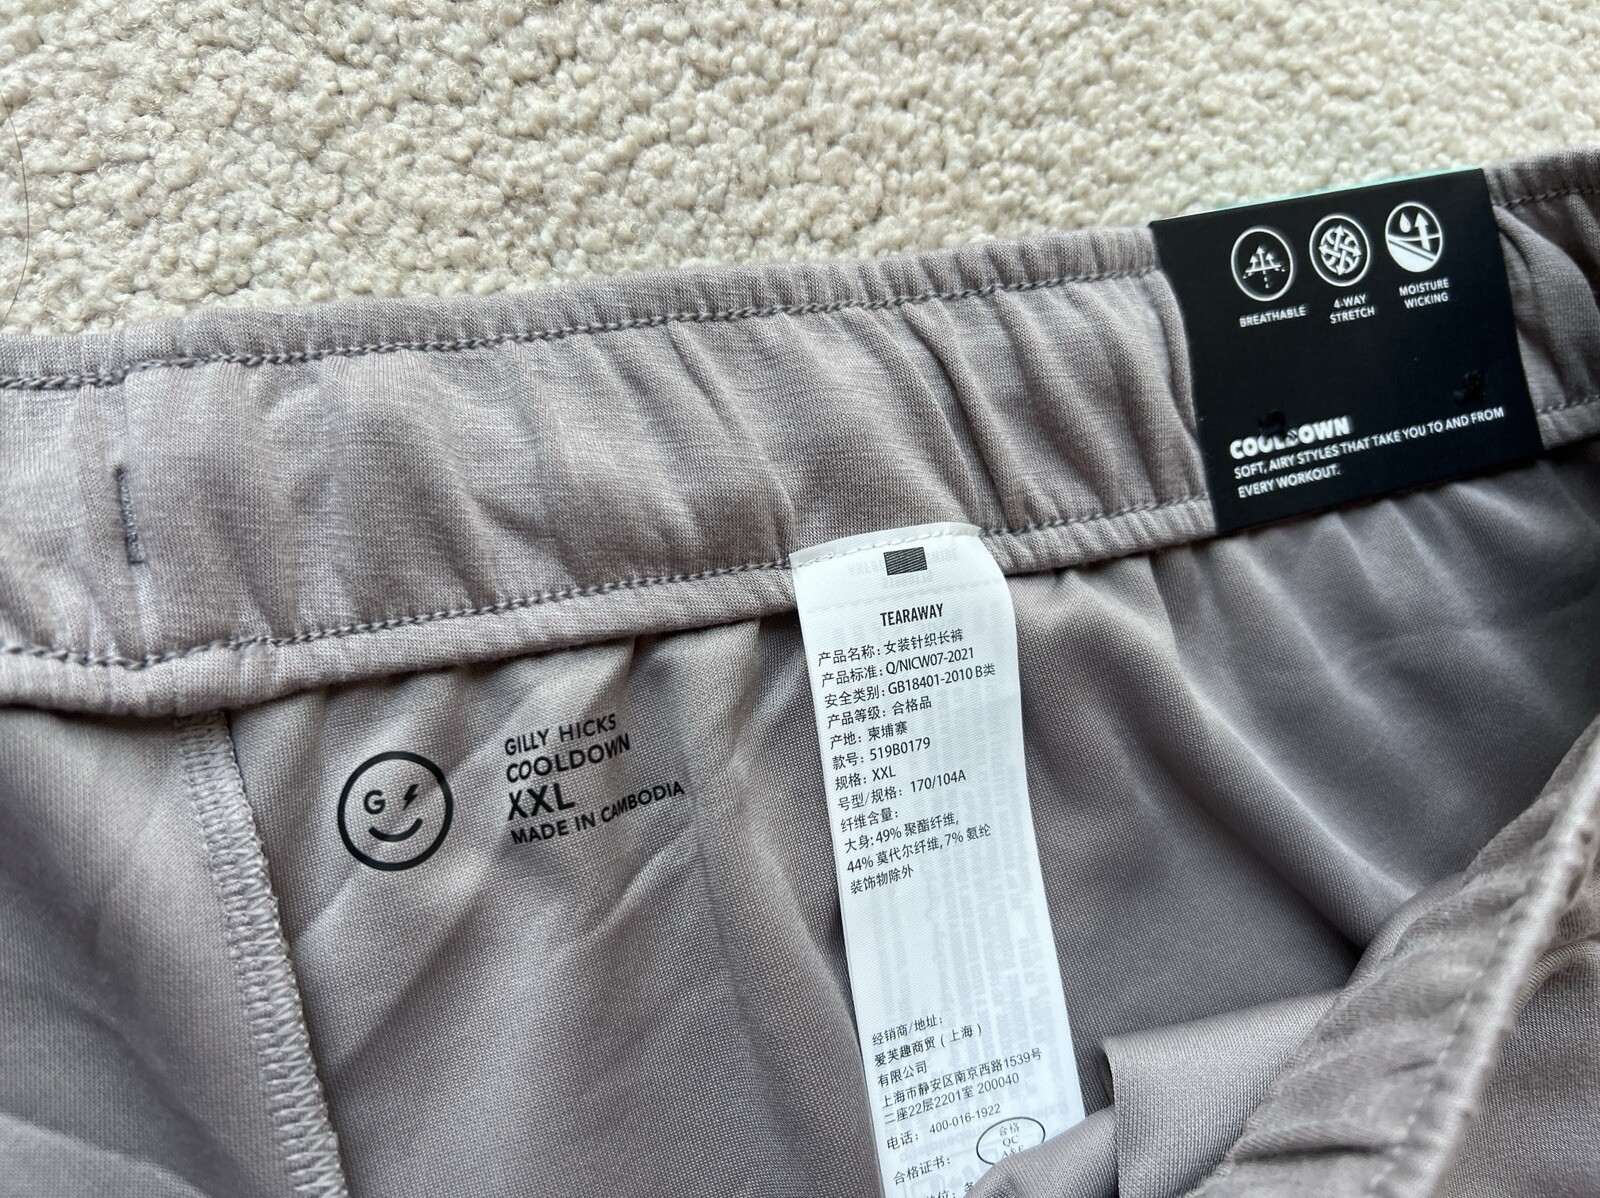 BREATHABLE
4-WAY
STRETCH
MOISTURE
WICKING
COOLDOWN
SOFT, AIRY STYLES THAT TAKE YOU TO AND FROM
EVERY WORKOUT.
GILLY HICKS
COOLDOWN
XXL
MADE IN CAMBODIA
G
TEARAWAY
产品名称: 女装针织长裤
产品标准: Q/NICW07-2021
安全类别: GB18401-2010 B类
产品等级: 合格品
产地: 柬埔寨
款号: 519B0179
规格: XXL
号型/规格: 170/104A
纤维含量:
大身: 49% 聚酯纤维,
44% 莫代尔纤维, 7% 氨纶
装饰物除外
经销商/地址:
爱芙趣商贸 ( 上海 )
有限公司
上海市静安区南京西路1539号
二座22层2201室 200040
电话: 400-016-1922
合格证书:
合格
QC
A&F